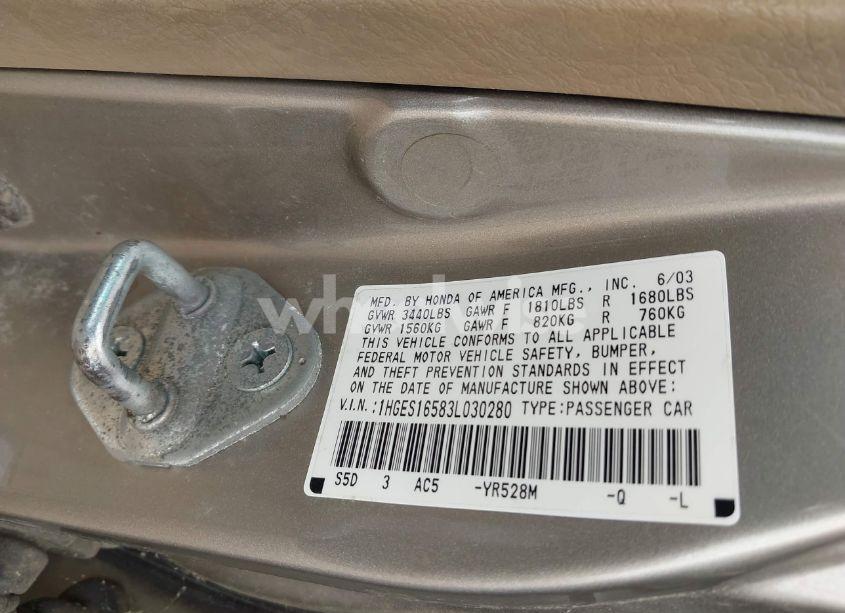 MFD. BY HONDA OF AMERICA MFG., INC. 6/03
GVWR 3440LBS GAWR F 1810LBS R 1680LBS
GVWR 1560KG GAWR F 820KG R 760KG
THIS VEHICLE CONFORMS TO ALL APPLICABLE
FEDERAL MOTOR VEHICLE SAFETY, BUMPER,
AND THEFT PREVENTION STANDARDS IN EFFECT
ON THE DATE OF MANUFACTURE SHOWN ABOVE:
V.I.N.:1HGES16583L030280 TYPE:PASSENGER CAR
S5D 3 AC5 -YR528M -Q -L